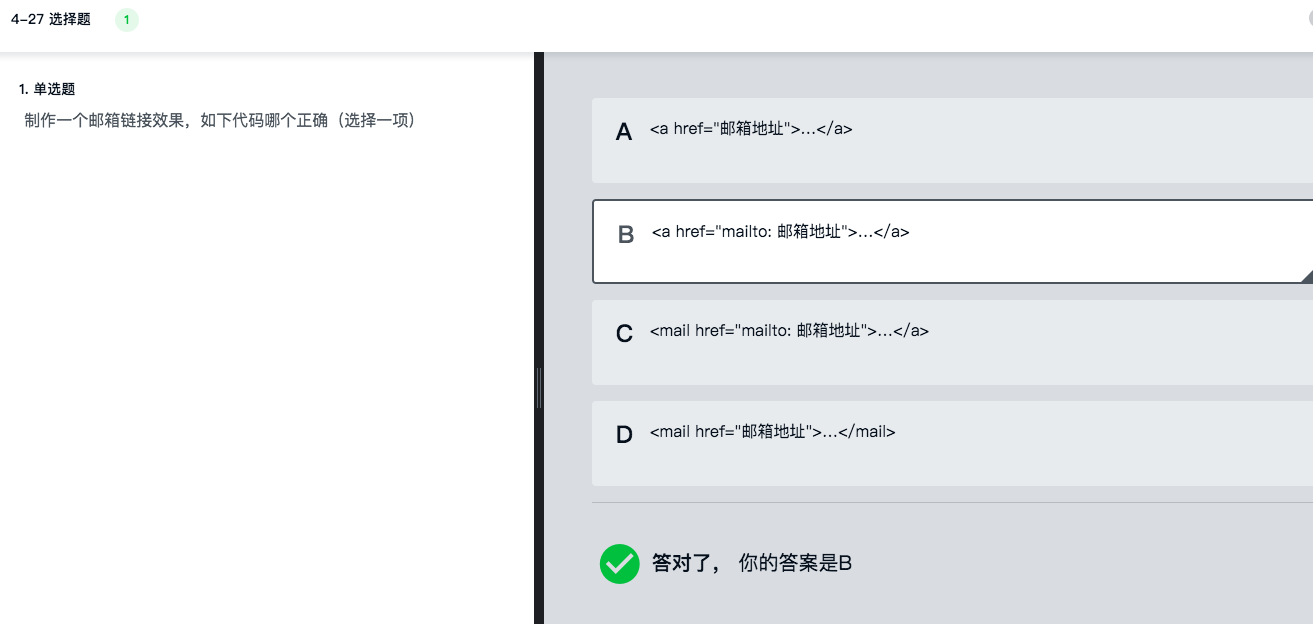 4-27 选择题 1
1. 单选题
制作一个邮箱链接效果，如下代码哪个正确（选择一项）
A <a href="邮箱地址">...</a>
B <a href="mailto: 邮箱地址">...</a>
C <mail href="mailto: 邮箱地址">...</a>
D <mail href="邮箱地址">...</mail>
答对了， 你的答案是B